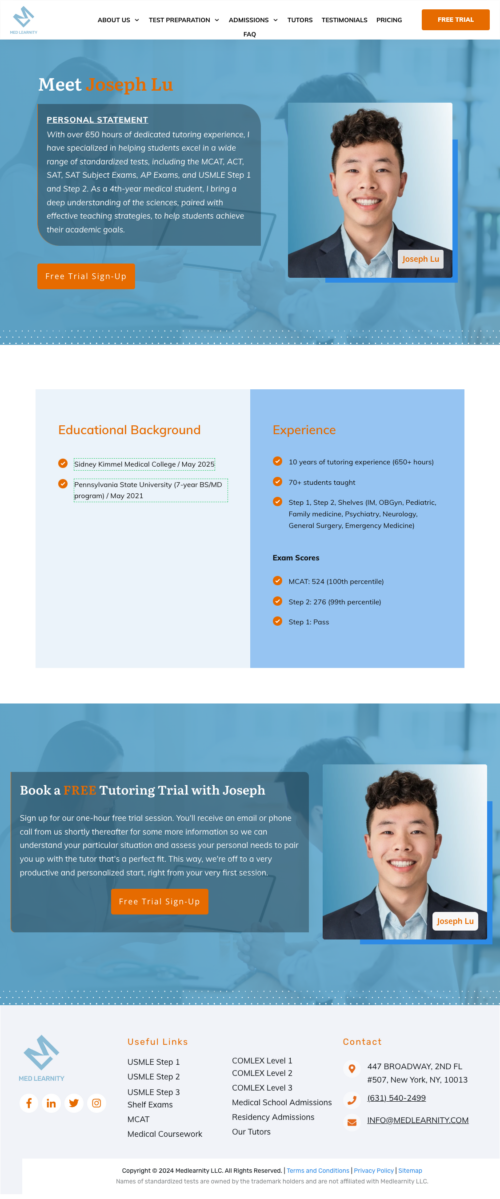 MED LEARNITY
ABOUT US
TEST PREPARATION
ADMISSIONS
TUTORS
TESTIMONIALS
PRICING
FAQ
FREE TRIAL
Meet Joseph Lu
PERSONAL STATEMENT
With over 650 hours of dedicated tutoring experience, I
have specialized in helping students excel in a wide
range of standardized tests, including the MCAT, ACT,
SAT, SAT Subject Exams, AP Exams, and USMLE Step 1
and Step 2. As a 4th-year medical student, I bring a
deep understanding of the sciences, paired with
effective teaching strategies, to help students achieve
their academic goals.
Joseph Lu
Free Trial Sign-Up
Educational Background
Sidney Kimmel Medical College / May 2025
Pennsylvania State University (7-year BS/MD
program) / May 2021
Experience
10 years of tutoring experience (650+ hours)
70+ students taught
Step 1, Step 2, Shelves (IM, OBGyn, Pediatric,
Family medicine, Psychiatry, Neurology,
General Surgery, Emergency Medicine)
Exam Scores
MCAT: 524 (100th percentile)
Step 2: 276 (99th percentile)
Step 1: Pass
Book a FREE Tutoring Trial with Joseph
Sign up for our one-hour free trial session. You'll receive an email or phone
call from us shortly thereafter for some more information so we can
understand your particular situation and assess your personal needs to pair
you up with the tutor that's a perfect fit. This way, we're off to a very
productive and personalized start, right from your very first session.
Free Trial Sign-Up
Joseph Lu
MED LEARNITY
Useful Links
USMLE Step 1
USMLE Step 2
USMLE Step 3
Shelf Exams
MCAT
Medical Coursework
COMLEX Level 1
COMLEX Level 2
COMLEX Level 3
Medical School Admissions
Residency Admissions
Our Tutors
Contact
447 BROADWAY, 2ND FL
#507, New York, NY, 10013
(631) 540-2499
INFO@MEDLEARNITY.COM
Copyright © 2024 Medlearnity LLC. All Rights Reserved. | Terms and Conditions | Privacy Policy | Sitemap
Names of standardized tests are owned by the trademark holders and are not affiliated with Medlearnity LLC.